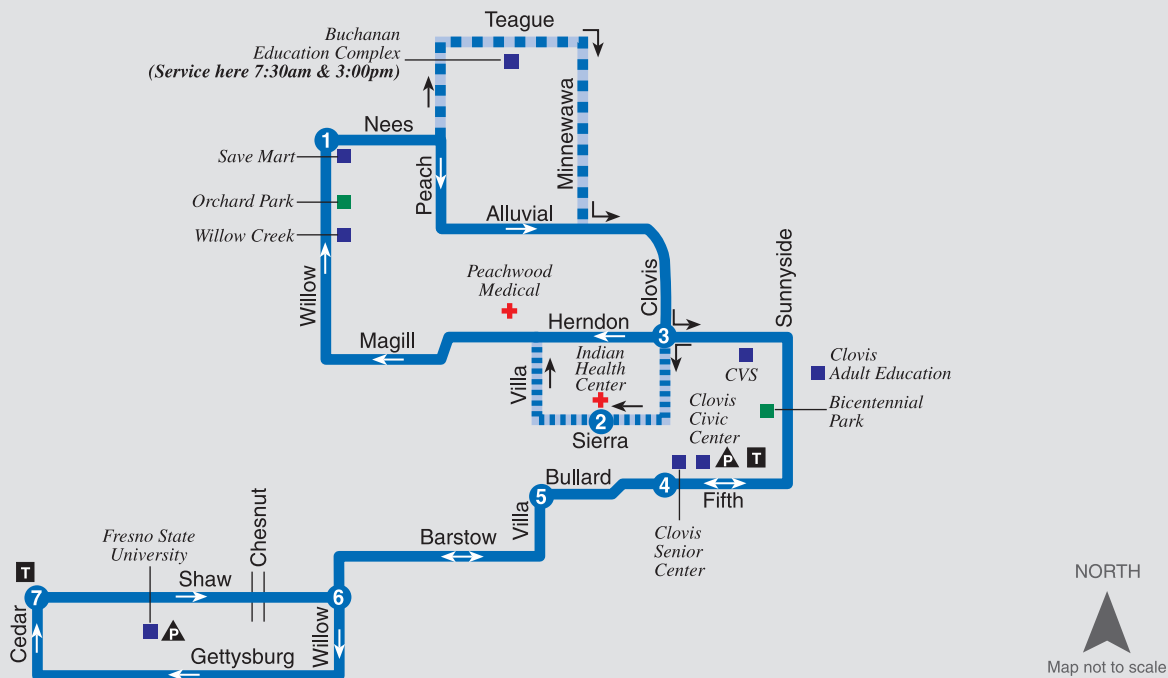 Teague
Buchanan
Education Complex
(Service here 7:30am & 3:00pm)
1
Nees
Save Mart
Orchard Park
Willow Creek
Peach
Minnewawa
Alluvial
Willow
Peachwood
Medical
Clovis
Sunnyside
Magill
Herndon
3
Indian
Health
Center
Villa
2
Sierra
CVS
Clovis
Adult Education
Clovis
Civic
Center
Bicentennial
Park
P
T
Bullard
4
Fifth
5
Villa
Clovis
Senior
Center
Barstow
Fresno State
University
Chesnut
T
Shaw
7
6
Cedar
P
Willow
Gettysburg
NORTH
Map not to scale